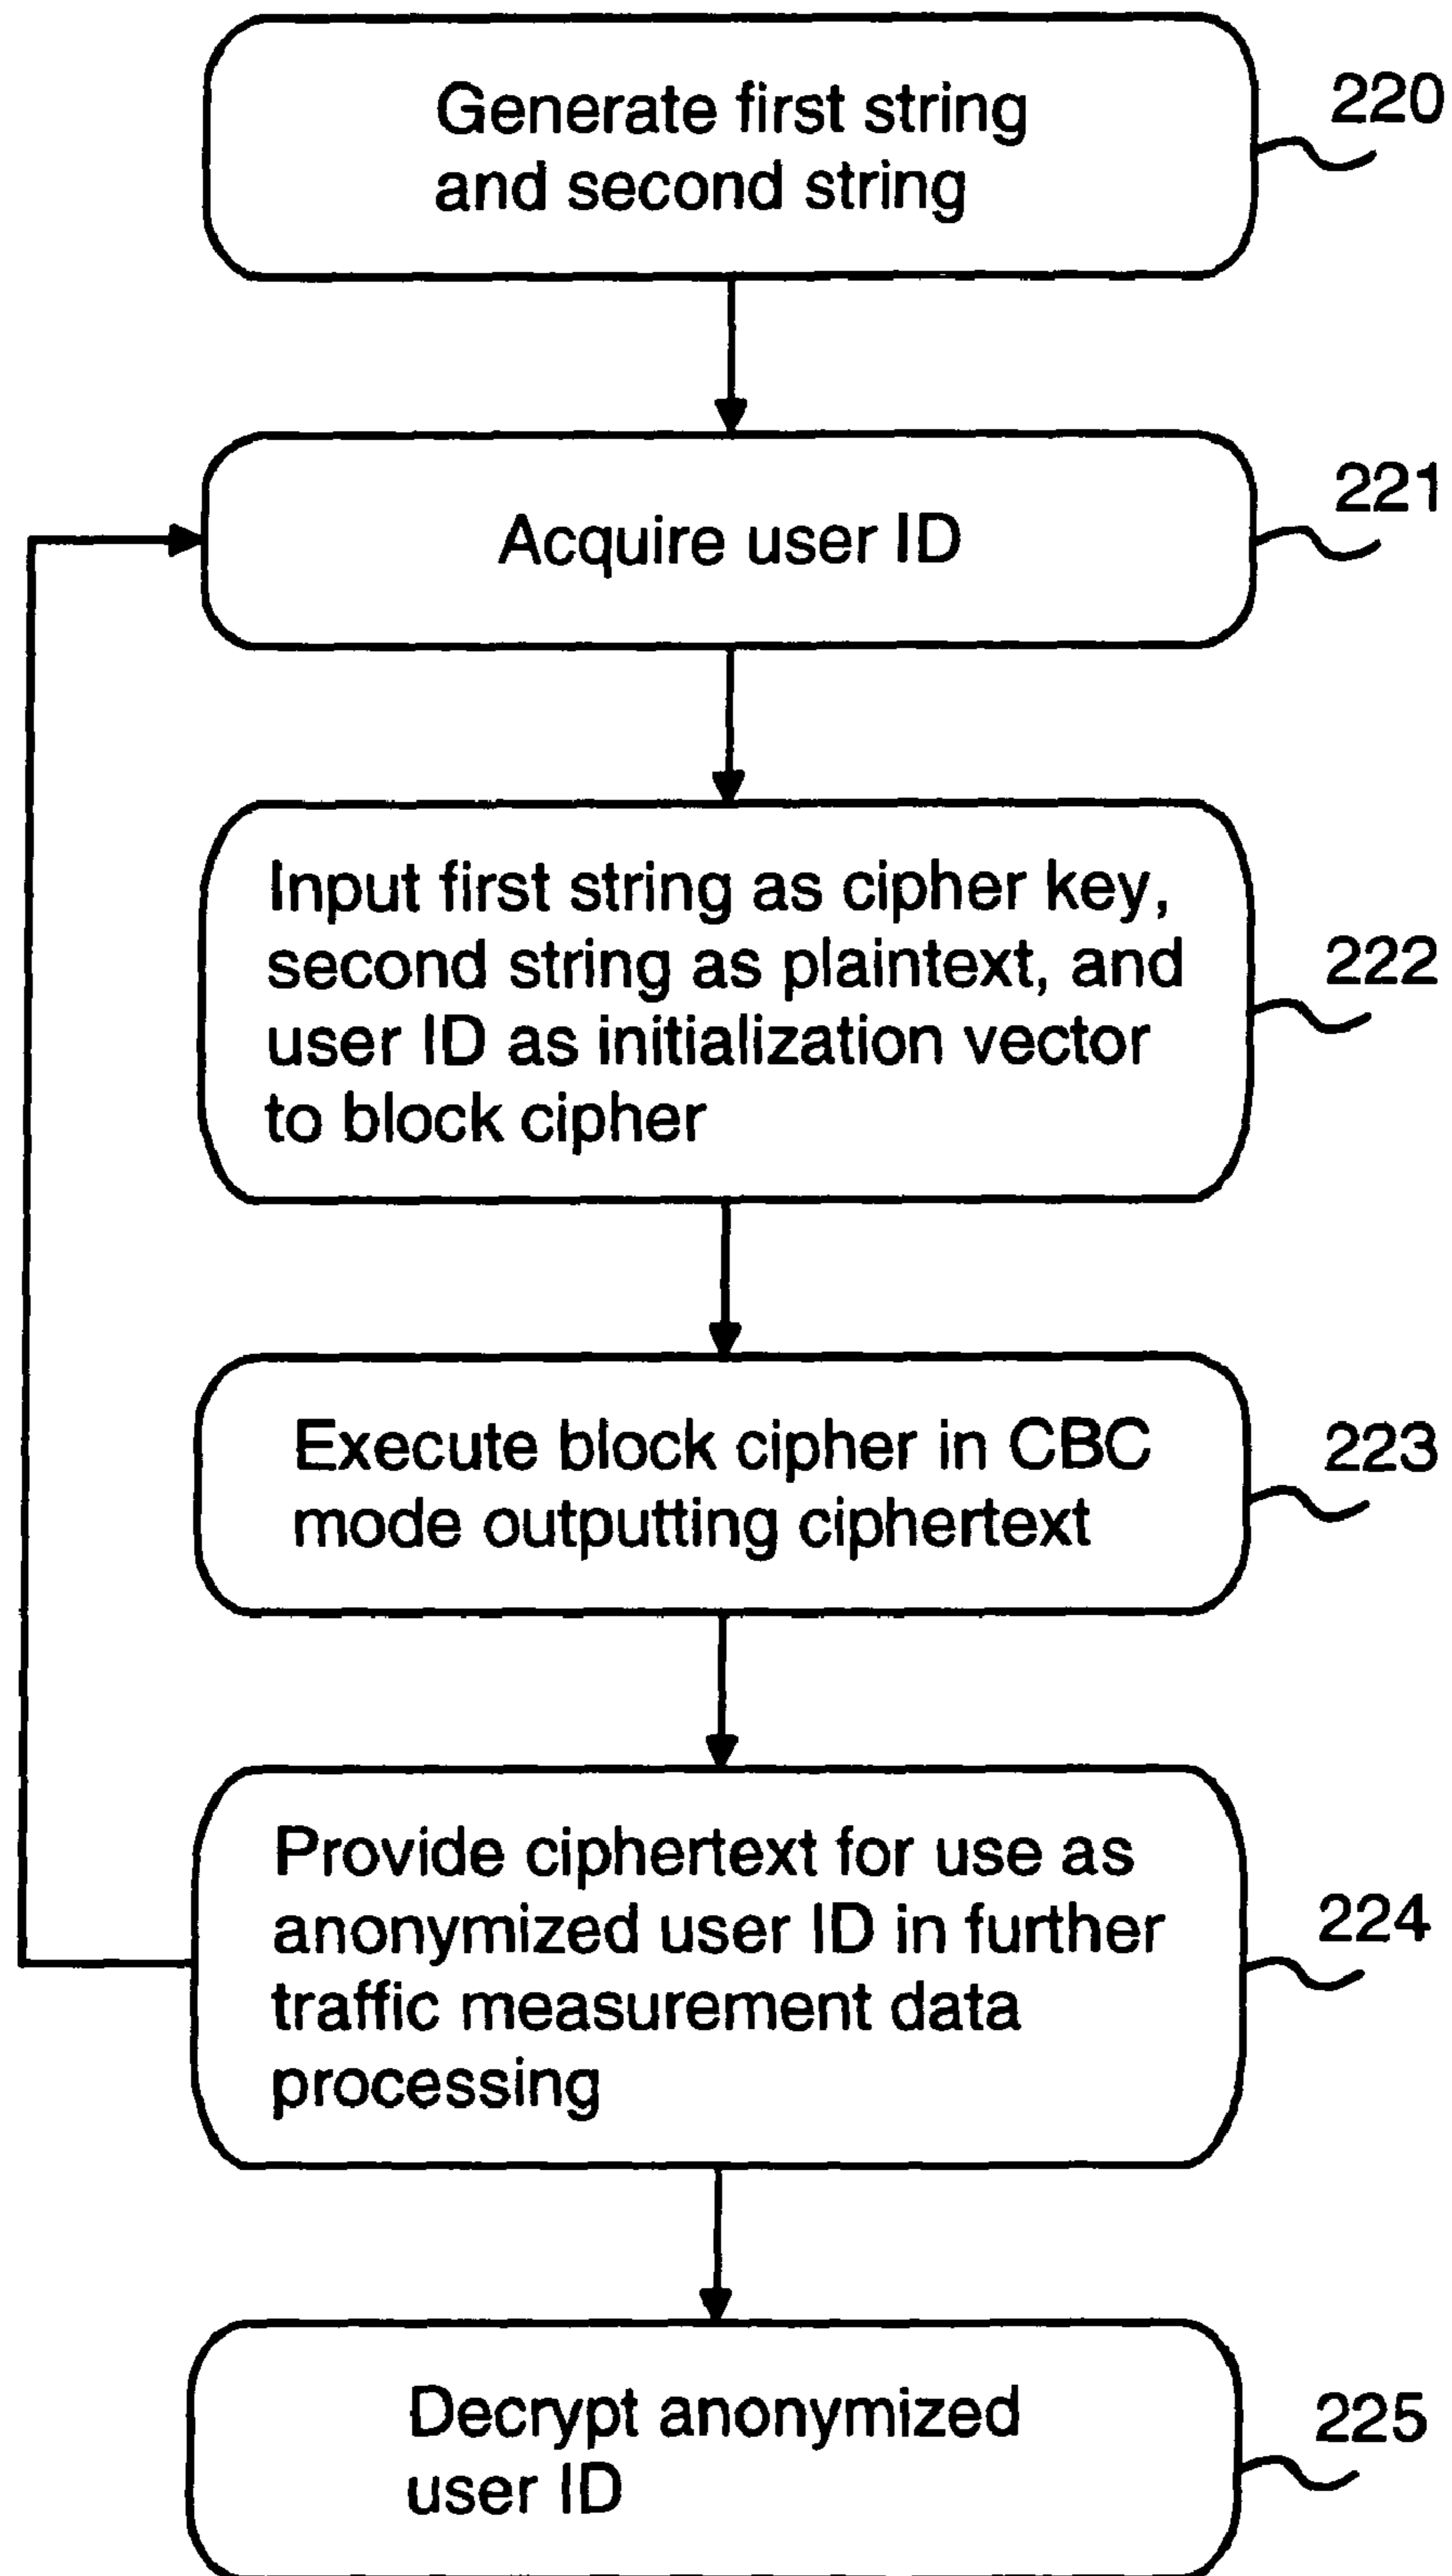 Generate first string
and second string
220
Acquire user ID
221
Input first string as cipher key,
second string as plaintext, and
user ID as initialization vector
to block cipher
222
Execute block cipher in CBC
mode outputting ciphertext
223
Provide ciphertext for use as
anonymized user ID in further
traffic measurement data
processing
224
Decrypt anonymized
user ID
225